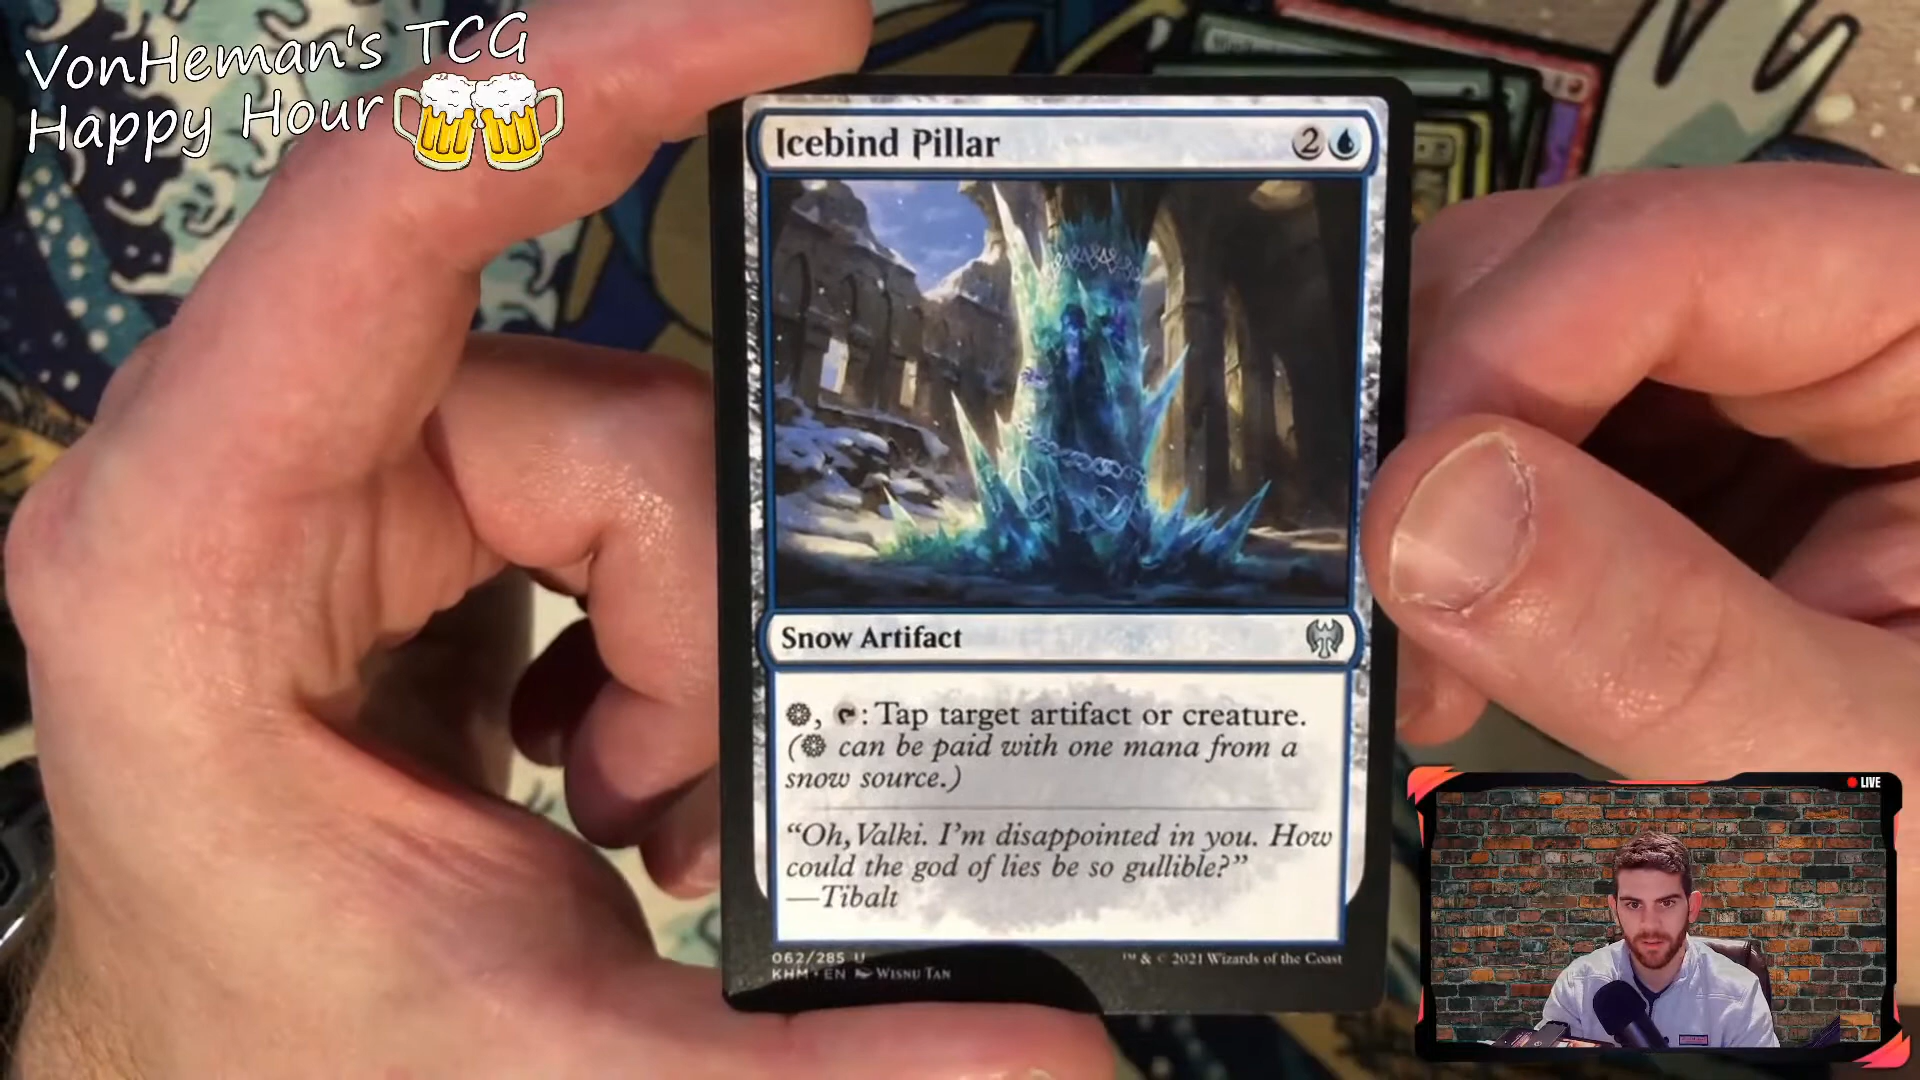 VonHeman's TCG
Happy Hour
Icebind Pillar 2
Snow Artifact
, : Tap target artifact or creature.
( can be paid with one mana from a
snow source.)
“Oh, Valki. I'm disappointed in you. How
could the god of lies be so gullible?”
—Tibalt
062/285 U
KHM • EN Wisnu Tan
™ & © 2021 Wizards of the Coast
LIVE